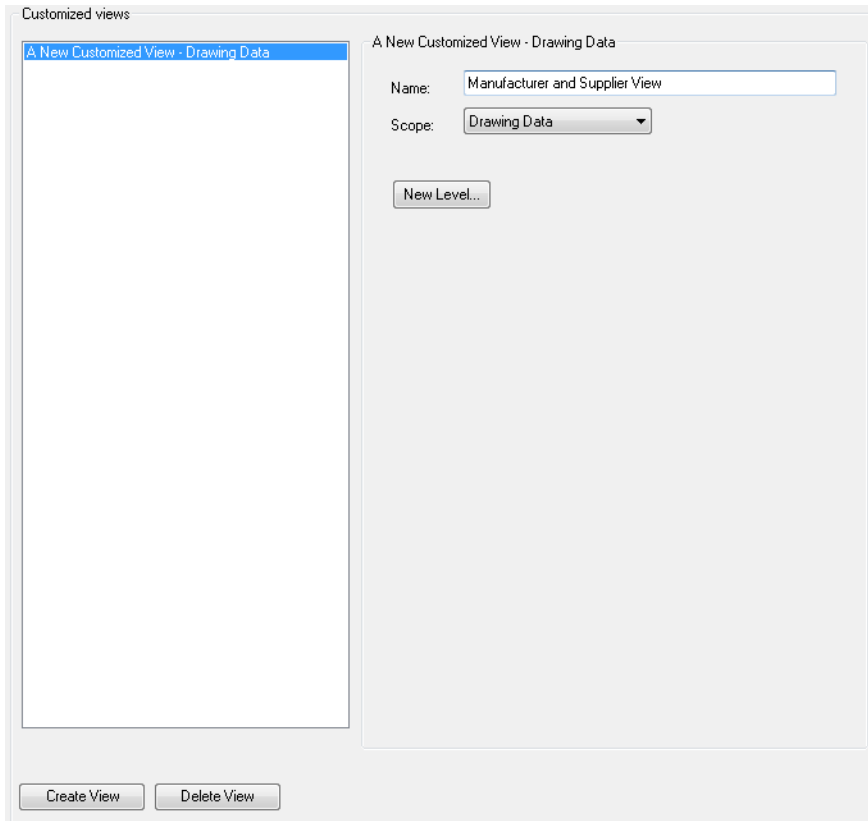 Customized views
A New Customized View - Drawing Data
A New Customized View - Drawing Data
Name:
Manufacturer and Supplier View
Scope:
Drawing Data
New Level...
Create View
Delete View